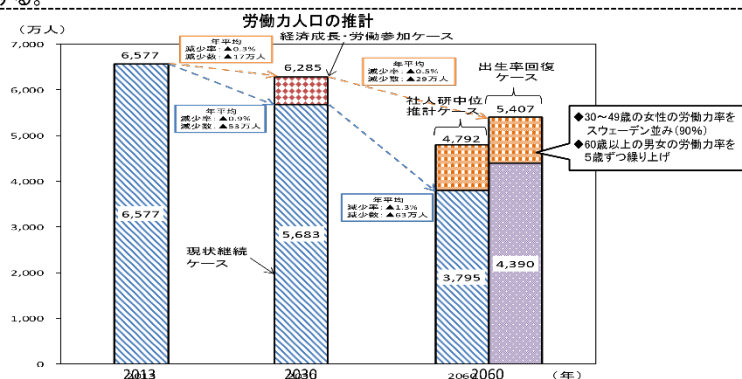 ける。
労働力人口の推計
（万人）
経済成長・労働参加ケース
7,000
6,000
5,000
4,000
3,000
2,000
1,000
0
6,577
年平均
減少率：▲0.3%
減少数：▲17万人
6,285
年平均
減少率：▲0.5%
減少数：▲29万人
出生率回復
ケース
社人研中位
推計ケース
5,407
4,792
年平均
減少率：▲0.9%
減少数：▲53万人
◆30～49歳の女性の労働力率を
スウェーデン並み(90%)
◆60歳以上の男女の労働力率を
5歳ずつ繰り上げ
年平均
減少率：▲1.3%
減少数：▲63万人
6,577
5,683
3,795
4,390
現状継続
ケース
2013
2030
2060
2060
（年）